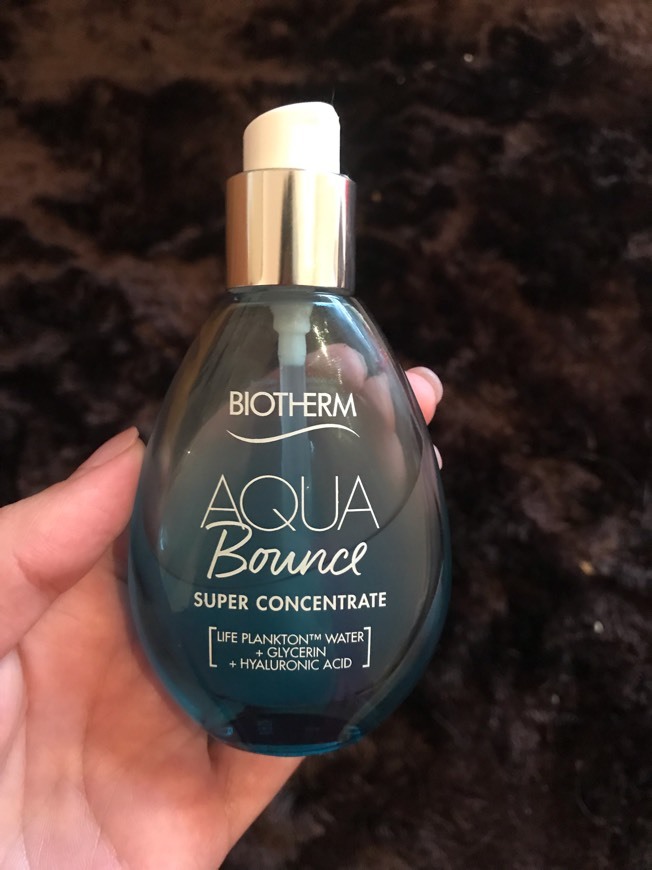 BIOTHERM
AQUA
Bounce
SUPER CONCENTRATE
[LIFE PLANKTON™ WATER
+ GLYCERIN
+ HYALURONIC ACID]